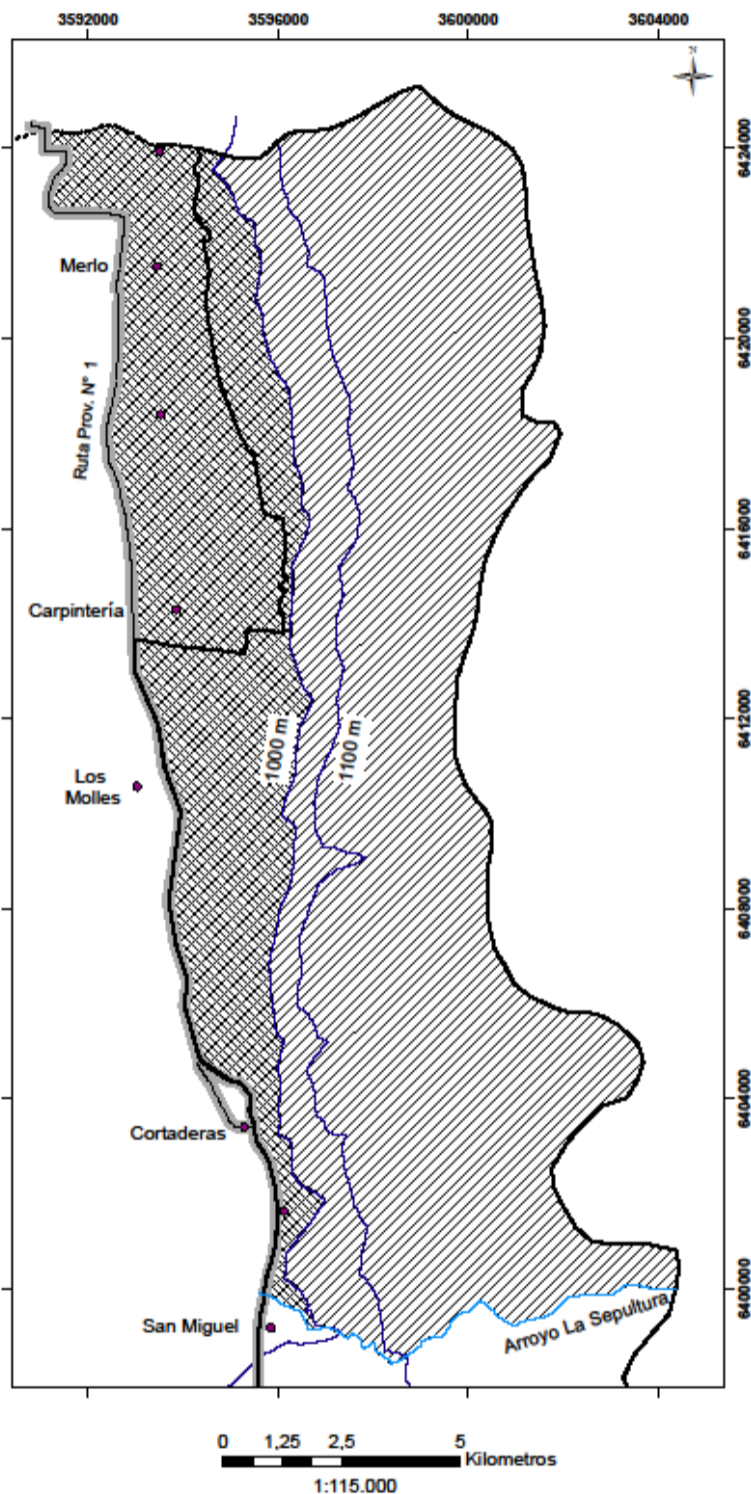 3592000 3596000 3600000 3604000
N
6424000
Merlo
6420000
Ruta Prov. N° 1
6416000
Carpintería
6412000
1000 m
1100 m
Los
Molles
6408000
6404000
Cortaderas
6400000
San Miguel
Arroyo La Sepultura
0 1,25 2,5 5
Kilometros
1:115.000